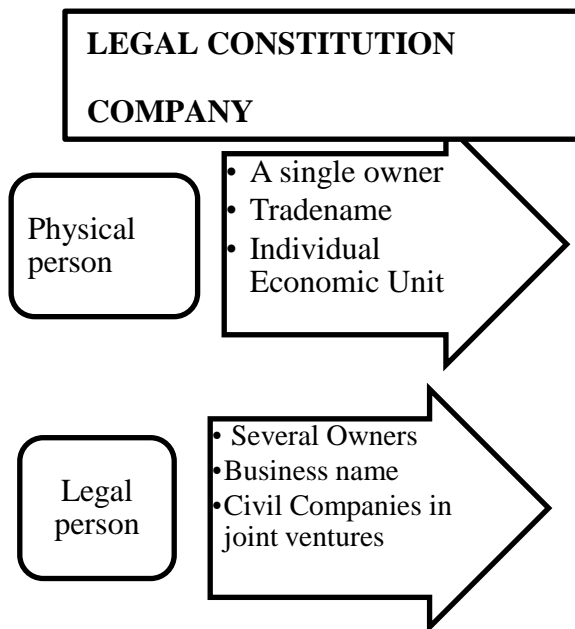 LEGAL CONSTITUTION
COMPANY
Physical
person
• A single owner
• Tradename
• Individual
Economic Unit
Legal
person
• Several Owners
•Business name
•Civil Companies in
joint ventures